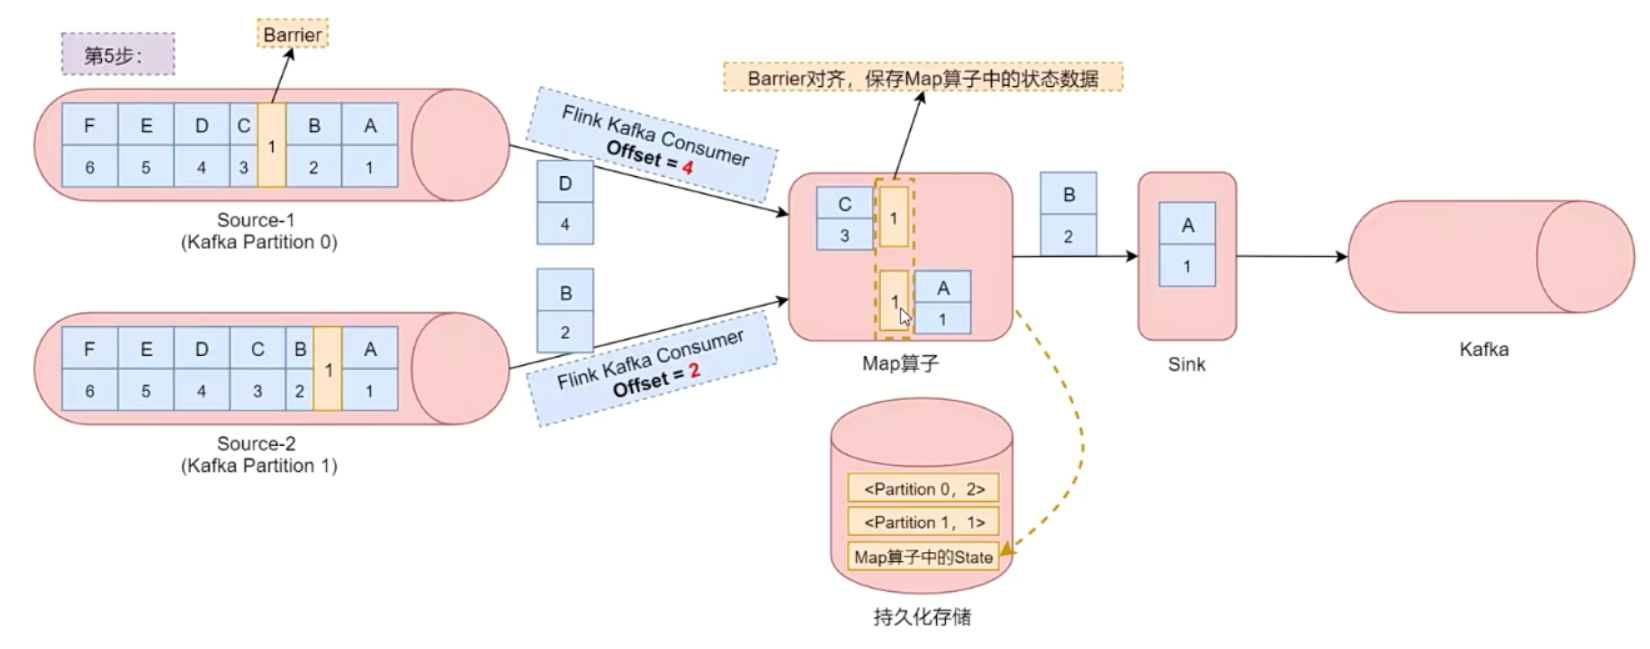 第5步：
Barrier
Barrier对齐，保存Map算子中的状态数据
F E D C B A
1
6 5 4 3 2 1
Source-1
(Kafka Partition 0)
Flink Kafka Consumer
Offset = 4
D
4
B
2
Flink Kafka Consumer
Offset = 2
F E D C B A
1
6 5 4 3 2 1
Source-2
(Kafka Partition 1)
C
3
1
1
A
1
Map算子
B
2
A
1
Sink
Kafka
<Partition 0，2>
<Partition 1，1>
Map算子中的State
持久化存储